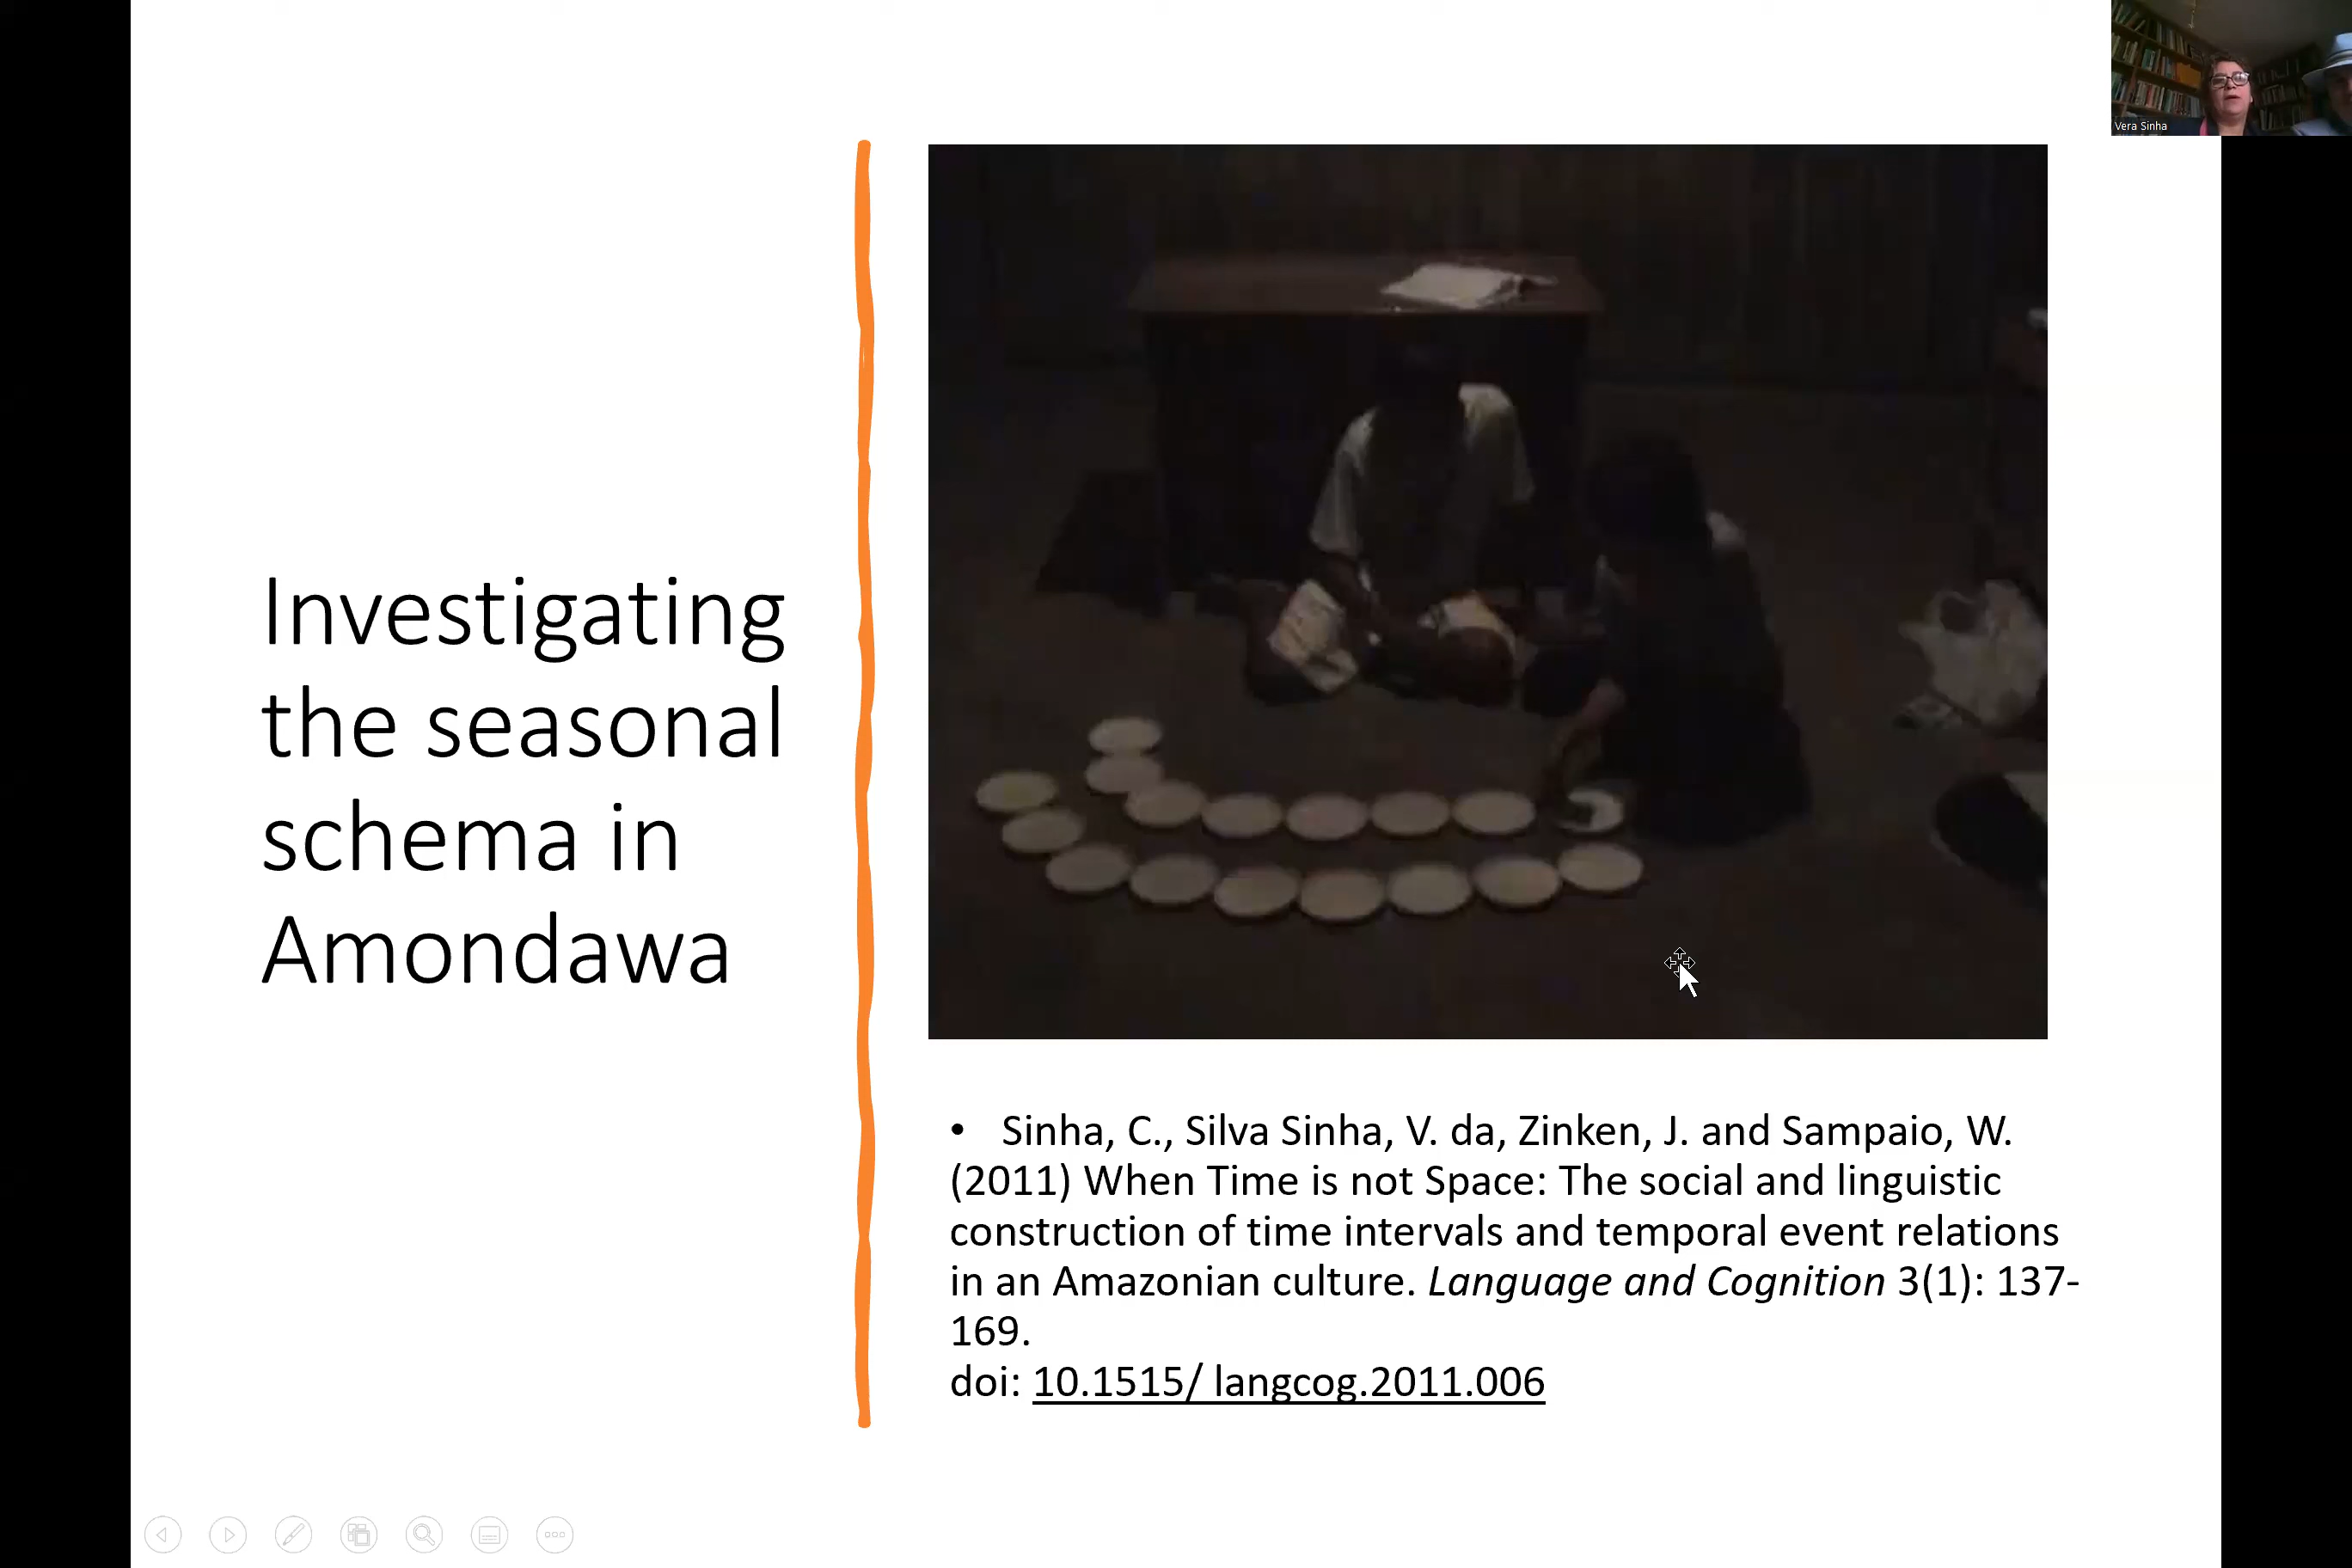 Vera Sinha
Investigating
the seasonal
schema in
Amondawa
• Sinha, C., Silva Sinha, V. da, Zinken, J. and Sampaio, W.
(2011) When Time is not Space: The social and linguistic
construction of time intervals and temporal event relations
in an Amazonian culture. Language and Cognition 3(1): 137-
169.
doi: 10.1515/ langcog.2011.006